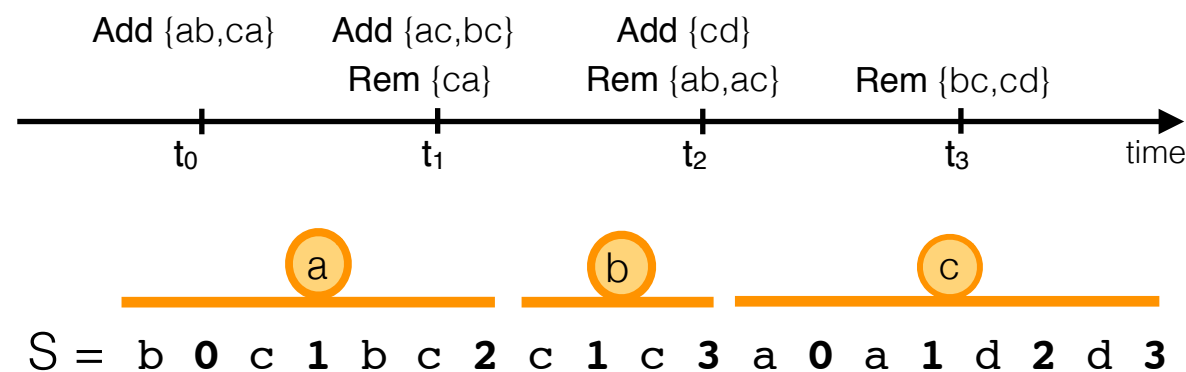 Add {ab,ca} Add {ac,bc} Add {cd}
Rem {ca} Rem {ab,ac} Rem {bc,cd}
t₀ t₁ t₂ t₃ time
a b c
S = b 0 c 1 b c 2 c 1 c 3 a 0 a 1 d 2 d 3